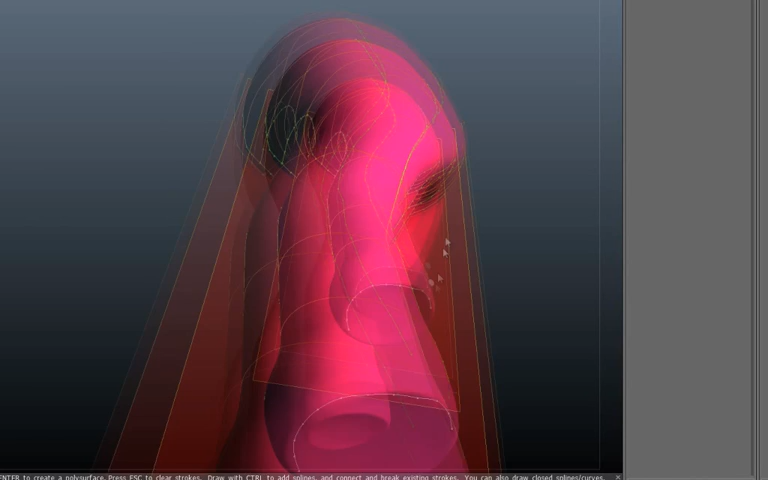 ENTER to create a polysurface. Press ESC to clear strokes. Draw with CTRL to add splines, and connect and break existing strokes. You can also draw closed splines/curves.